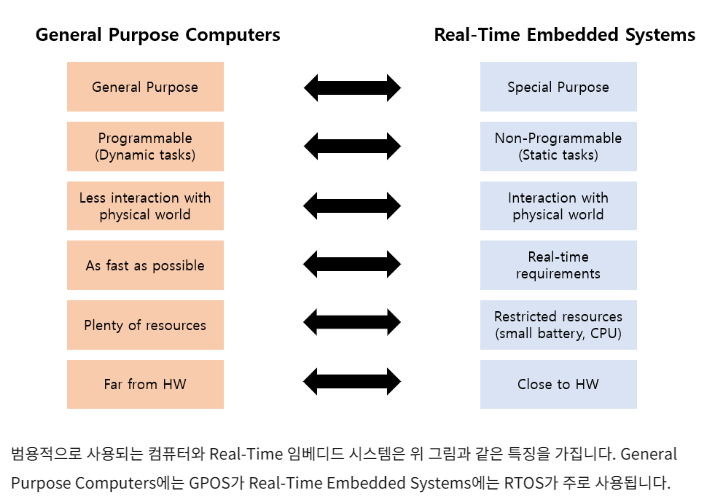 General Purpose Computers
Real-Time Embedded Systems
General Purpose
Special Purpose
Programmable
(Dynamic tasks)
Non-Programmable
(Static tasks)
Less interaction with
physical world
Interaction with
physical world
As fast as possible
Real-time
requirements
Plenty of resources
Restricted resources
(small battery, CPU)
Far from HW
Close to HW
범용적으로 사용되는 컴퓨터와 Real-Time 임베디드 시스템은 위 그림과 같은 특징을 가집니다. General
Purpose Computers에는 GPOS가 Real-Time Embedded Systems에는 RTOS가 주로 사용됩니다.